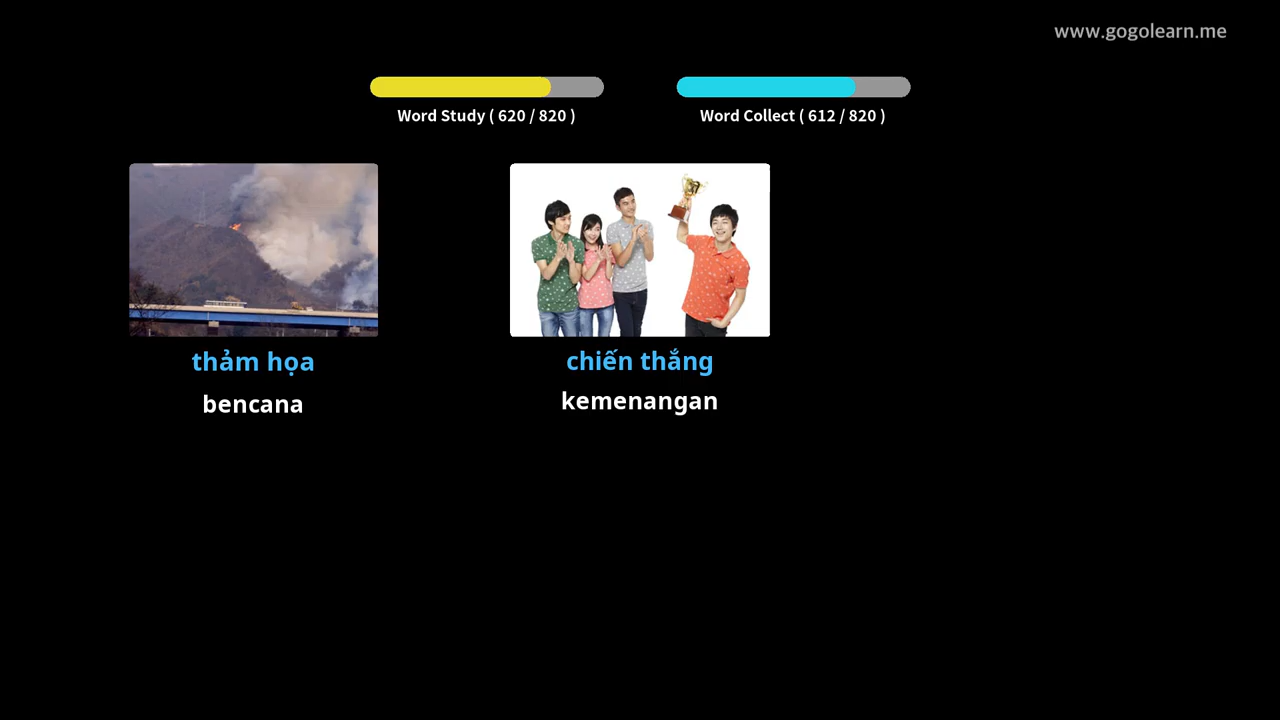 www.gogolearn.me
Word Study ( 620 / 820 )
Word Collect ( 612 / 820 )
thảm họa
bencana
chiến thắng
kemenangan